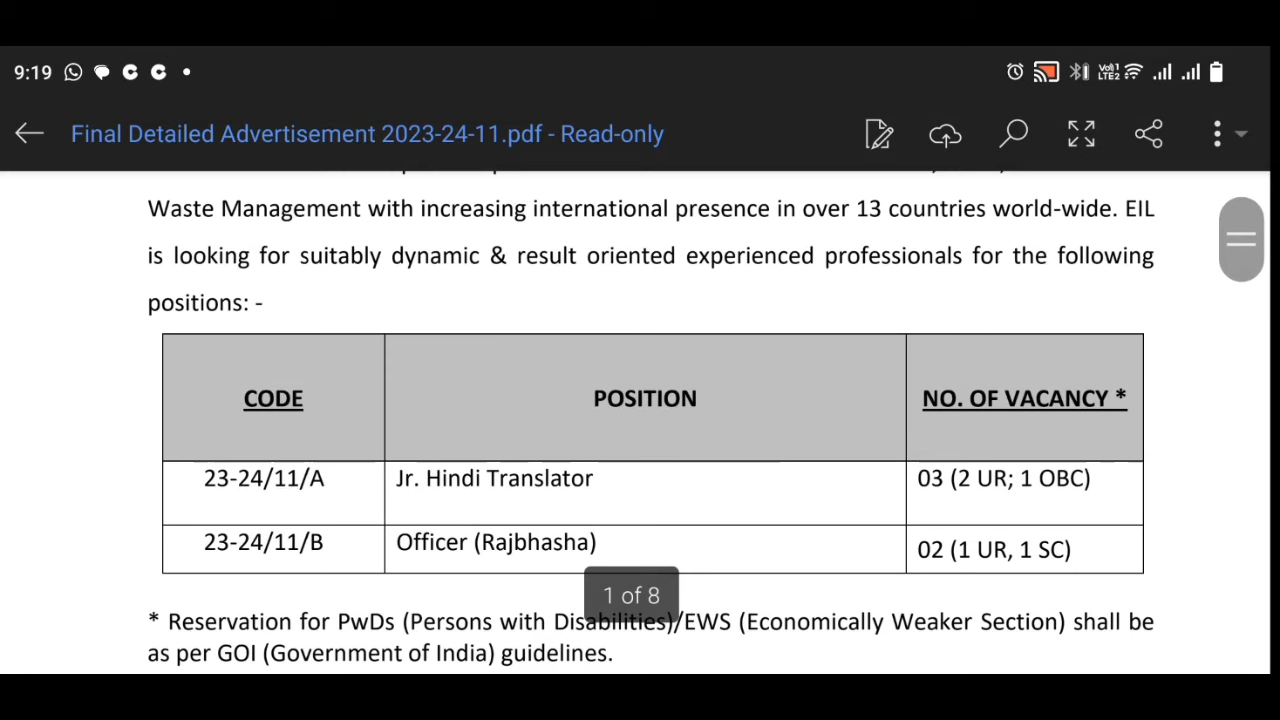 9:19
Final Detailed Advertisement 2023-24-11.pdf - Read-only
Waste Management with increasing international presence in over 13 countries world-wide. EIL
is looking for suitably dynamic & result oriented experienced professionals for the following
positions: -
CODE POSITION NO. OF VACANCY *
23-24/11/A Jr. Hindi Translator 03 (2 UR; 1 OBC)
23-24/11/B Officer (Rajbhasha) 02 (1 UR, 1 SC)
1 of 8
* Reservation for PwDs (Persons with Disabilities)/EWS (Economically Weaker Section) shall be
as per GOI (Government of India) guidelines.